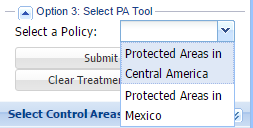 Option 3: Select PA Tool
Select a Policy:
Protected Areas in
Central America
Protected Areas in
Mexico
Submit
Clear Treatmen
Select Control Areas